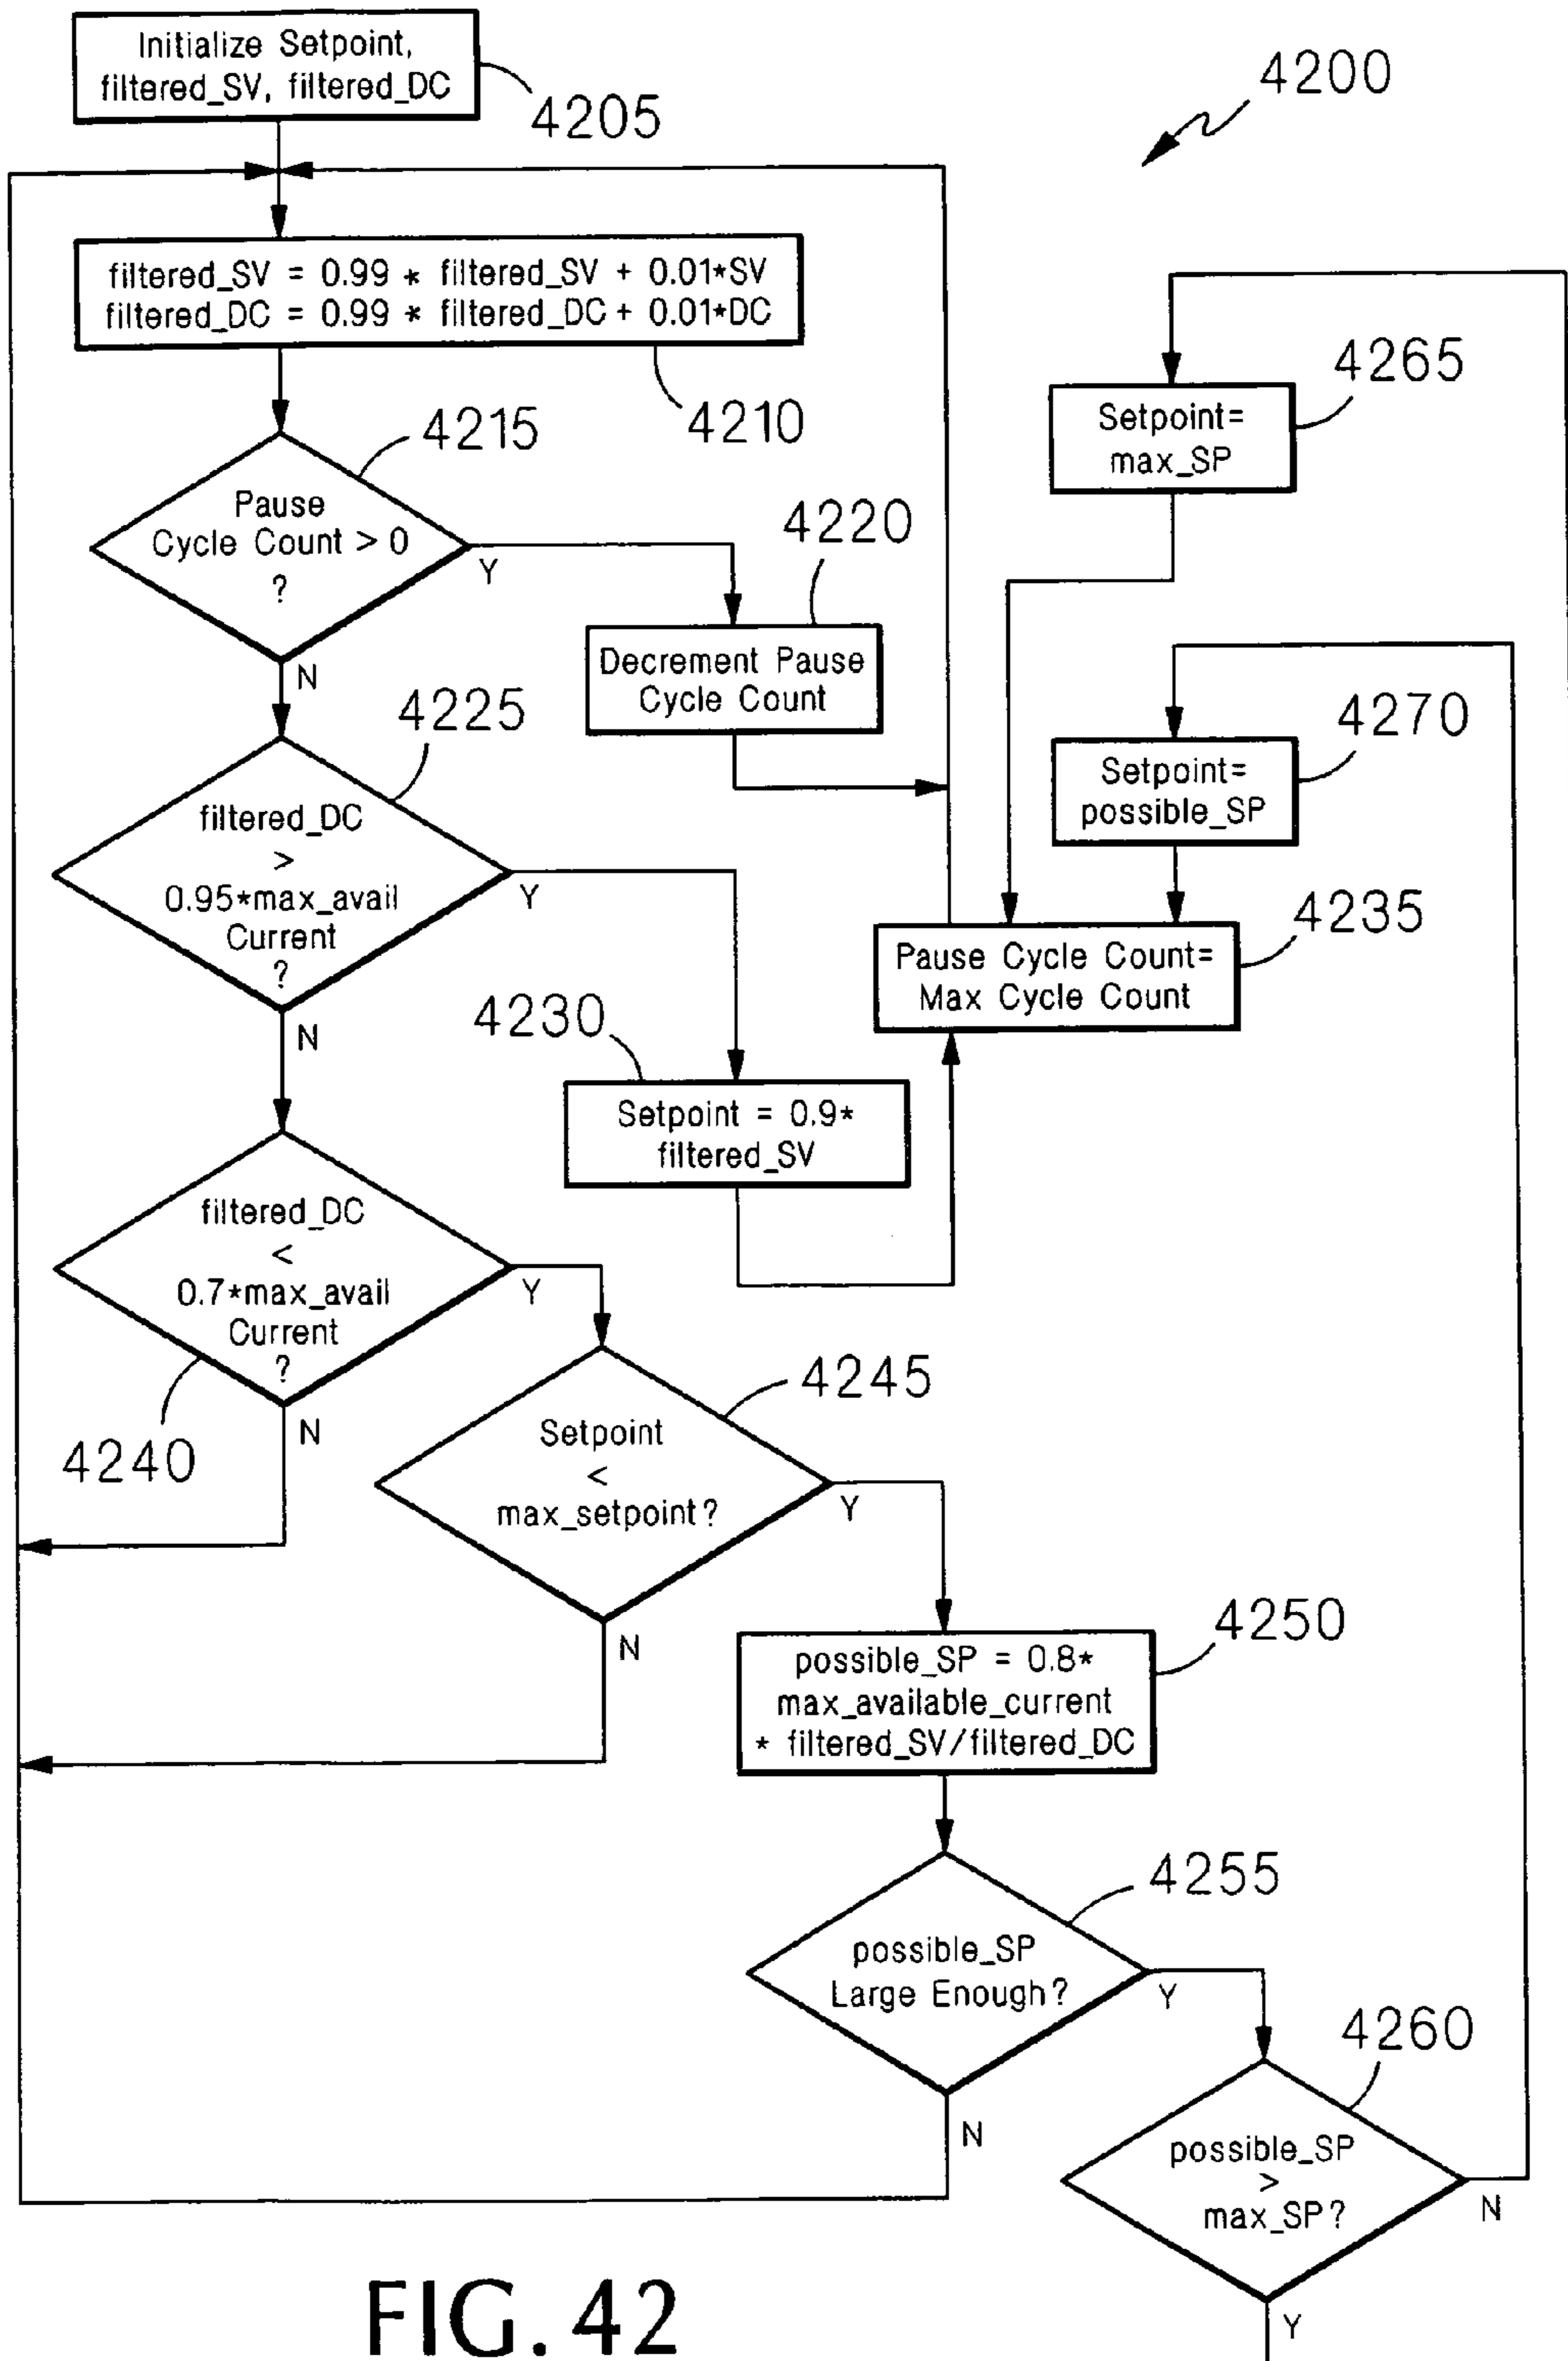 Initialize Setpoint,
filtered_SV, filtered_DC
4205
4200
filtered_SV = 0.99 * filtered_SV + 0.01*SV
filtered_DC = 0.99 * filtered_DC + 0.01*DC
4210
4265
Setpoint=
max_SP
4215
Pause
Cycle Count > 0
?
Y
N
4220
Decrement Pause
Cycle Count
4225
filtered_DC
>
0.95*max_avail
Current
?
Y
N
4270
Setpoint=
possible_SP
4235
Pause Cycle Count=
Max Cycle Count
4230
Setpoint = 0.9*
filtered_SV
filtered_DC
<
0.7*max_avail
Current
?
Y
N
4240
4245
Setpoint
<
max_setpoint?
Y
N
4250
possible_SP = 0.8*
max_available_current
* filtered_SV/filtered_DC
4255
possible_SP
Large Enough?
Y
N
4260
possible_SP
>
max_SP?
N
Y
FIG. 42